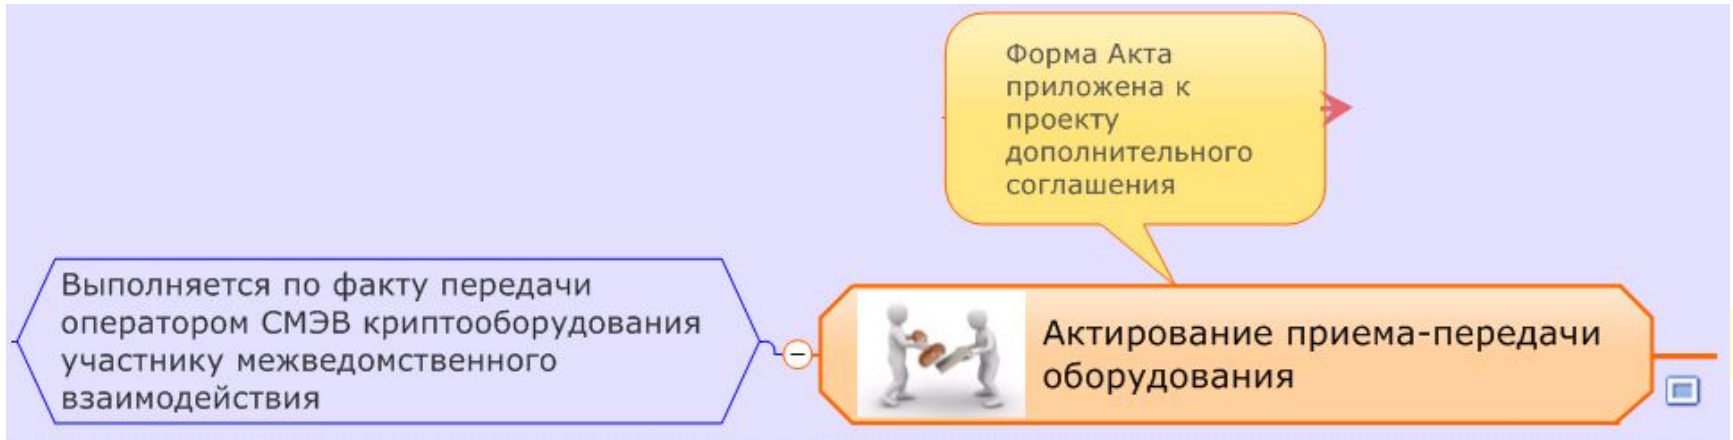 Форма Акта
приложена к
проекту
дополнительного
соглашения
Выполняется по факту передачи
оператором СМЭВ криптооборудования
участнику межведомственного
взаимодействия
Актирование приема-передачи
оборудования